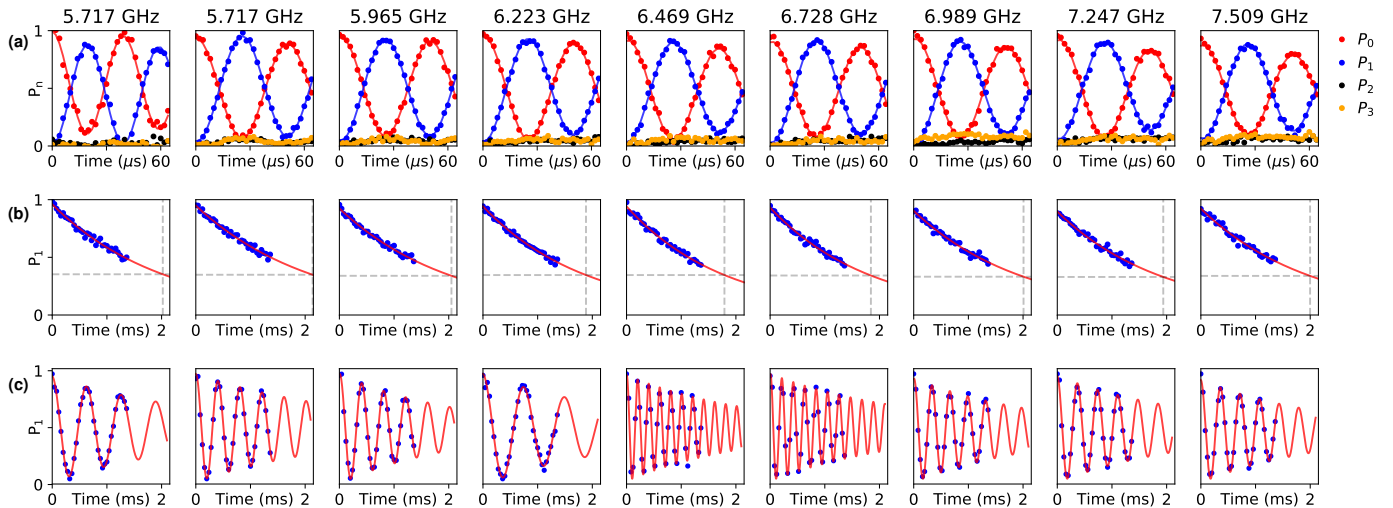 5.717 GHz 5.717 GHz 5.965 GHz 6.223 GHz 6.469 GHz 6.728 GHz 6.989 GHz 7.247 GHz 7.509 GHz
(a)
1
Pₙ
0
0 Time (μs) 60 0 Time (μs) 60 0 Time (μs) 60 0 Time (μs) 60 0 Time (μs) 60 0 Time (μs) 60 0 Time (μs) 60 0 Time (μs) 60 0 Time (μs) 60
P₀
P₁
P₂
P₃
(b)
1
P₁
0
0 Time (ms) 2 0 Time (ms) 2 0 Time (ms) 2 0 Time (ms) 2 0 Time (ms) 2 0 Time (ms) 2 0 Time (ms) 2 0 Time (ms) 2 0 Time (ms) 2
(c)
1
P₁
0
0 Time (ms) 2 0 Time (ms) 2 0 Time (ms) 2 0 Time (ms) 2 0 Time (ms) 2 0 Time (ms) 2 0 Time (ms) 2 0 Time (ms) 2 0 Time (ms) 2